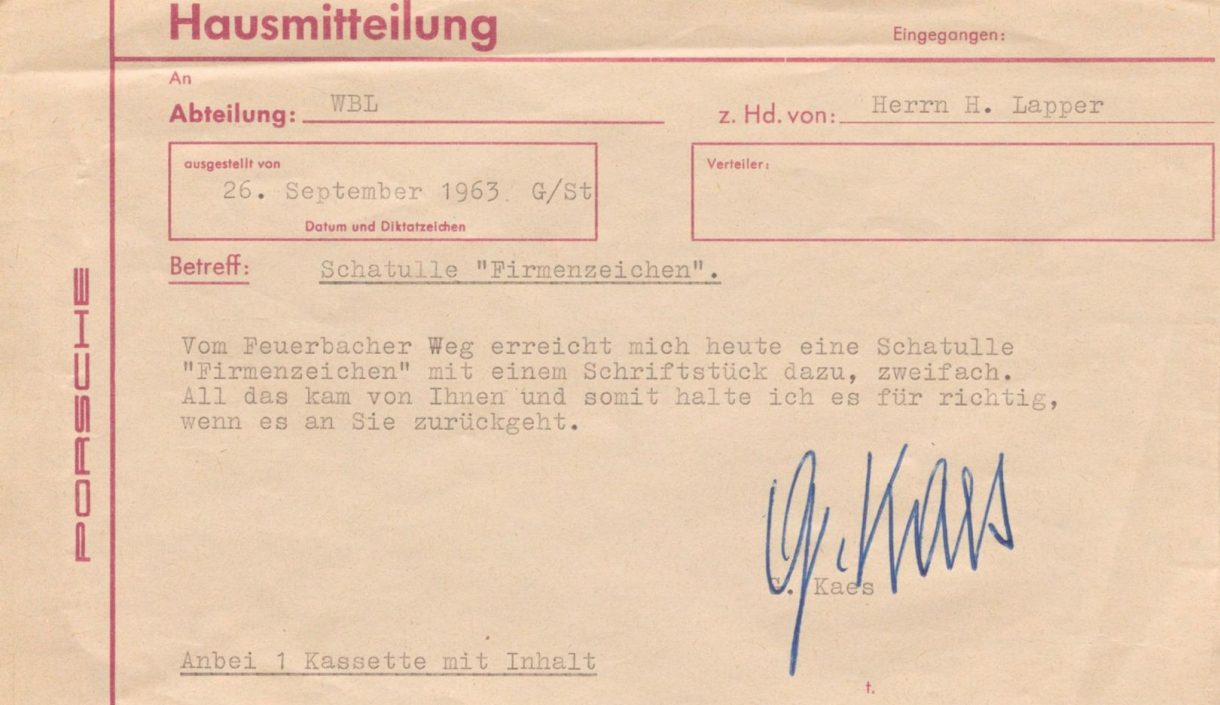 Hausmitteilung
Eingegangen:
An
Abteilung: WBL
z. Hd. von: Herrn H. Lapper
ausgestellt von
26. September 1963 G/St
Datum und Diktatzeichen
Verteiler:
Betreff: Schatulle "Firmenzeichen".
PORSCHE
Vom Feuerbacher Weg erreicht mich heute eine Schatulle
"Firmenzeichen" mit einem Schriftstück dazu, zweifach.
All das kam von Ihnen und somit halte ich es für richtig,
wenn es an Sie zurückgeht.
G. Kaes
G. Kaes
Anbei 1 Kassette mit Inhalt
t.